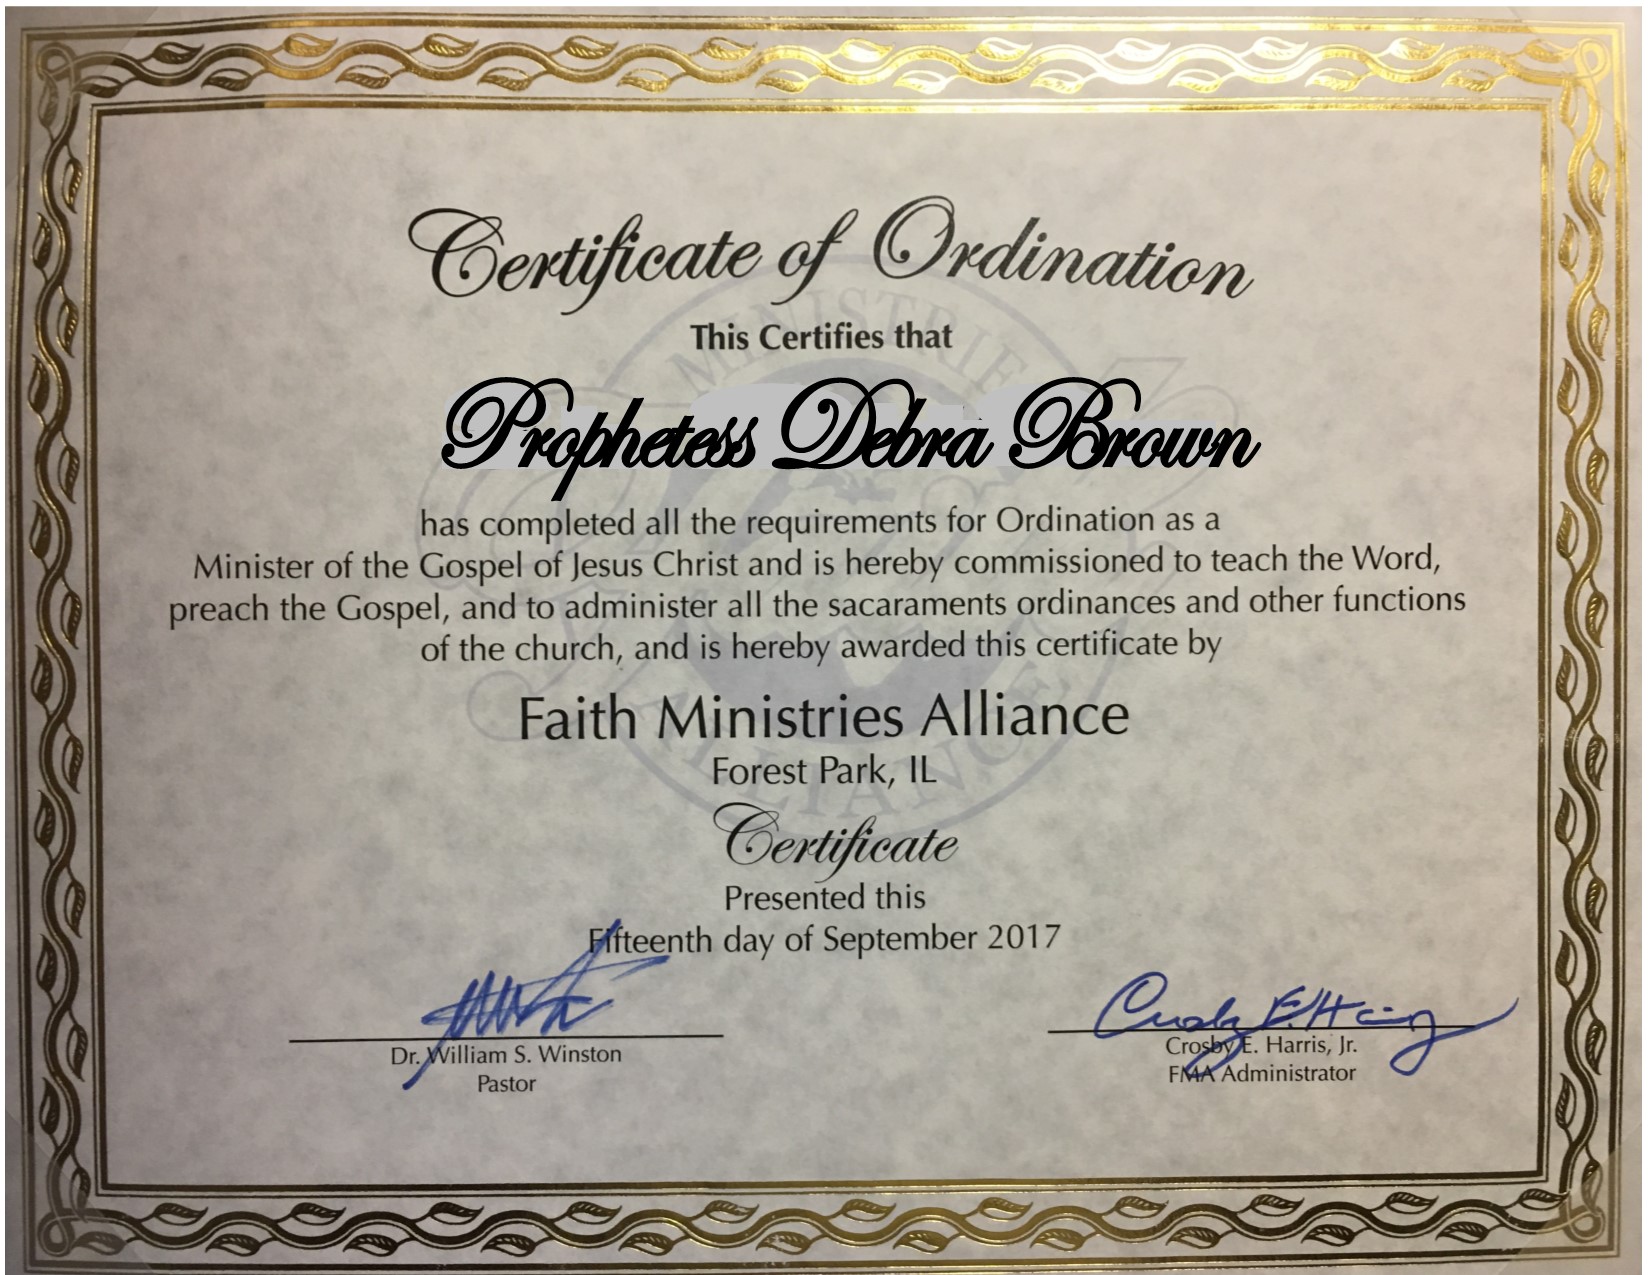 Certificate of Ordination
This Certifies that
Prophetess Debra Brown
has completed all the requirements for Ordination as a
Minister of the Gospel of Jesus Christ and is hereby commissioned to teach the Word,
preach the Gospel, and to administer all the sacaraments ordinances and other functions
of the church, and is hereby awarded this certificate by
Faith Ministries Alliance
Forest Park, IL
Certificate
Presented this
Fifteenth day of September 2017
Dr. William S. Winston
Pastor
Crosby E. Harris, Jr.
FMA Administrator